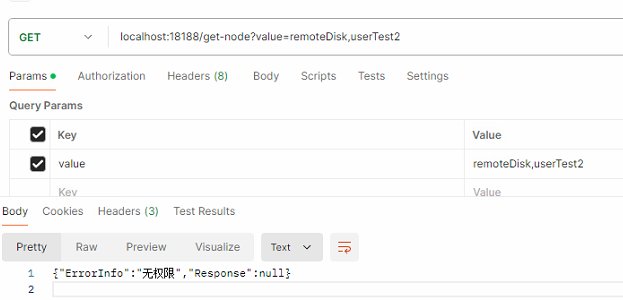 GET localhost:18188/get-node?value=remoteDisk,userTest2
Params Authorization Headers (8) Body Scripts Tests Settings
Query Params
Key Value
value remoteDisk,userTest2
Key Value
Body Cookies Headers (3) Test Results
Pretty Raw Preview Visualize Text
1 {"ErrorInfo":"无权限","Response":null}
2